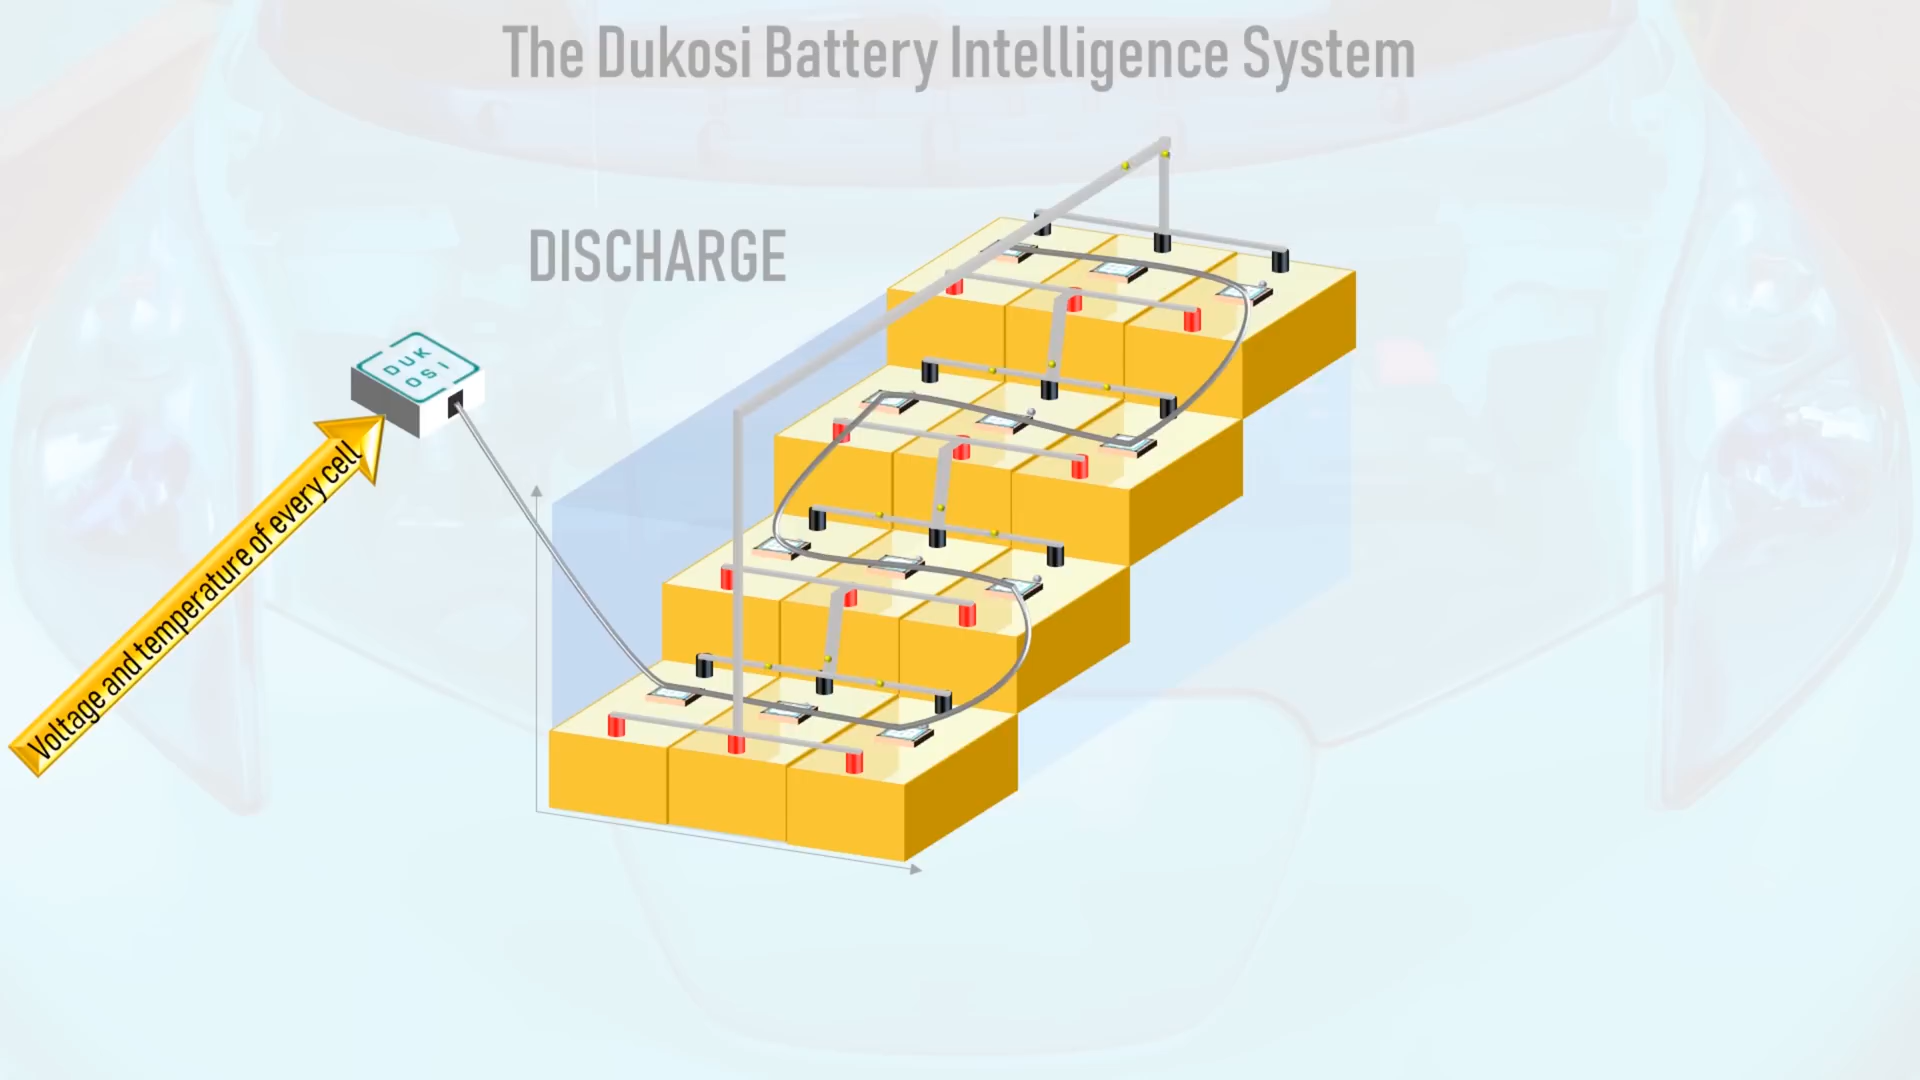 The Dukosi Battery Intelligence System
DISCHARGE
DUK
OSI
Voltage and temperature of every cell